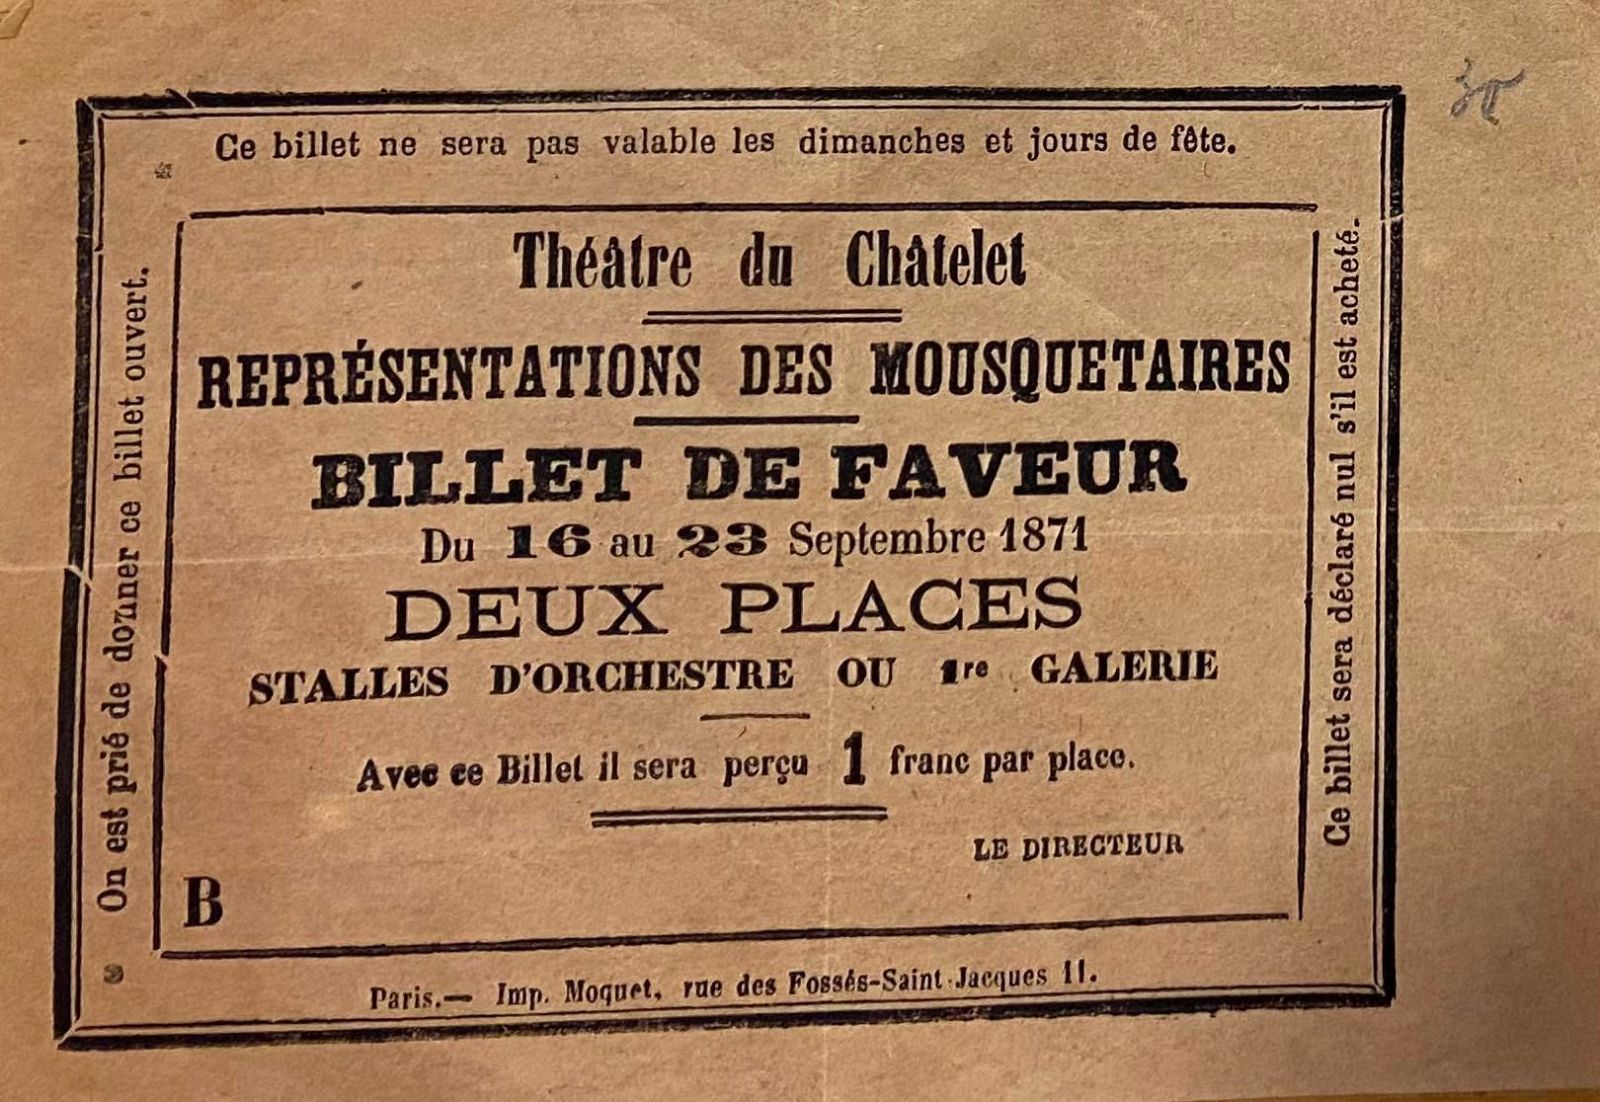 Ce billet ne sera pas valable les dimanches et jours de fête.
On est prié de donner ce billet ouvert.
Théâtre du Châtelet
REPRÉSENTATIONS DES MOUSQUETAIRES
BILLET DE FAVEUR
Du 16 au 23 Septembre 1871
DEUX PLACES
STALLES D'ORCHESTRE OU 1re GALERIE
Avec ce Billet il sera perçu 1 franc par place.
LE DIRECTEUR
B
Ce billet sera déclaré nul s'il est acheté.
Paris.— Imp. Moquet, rue des Fossés-Saint-Jacques 11.